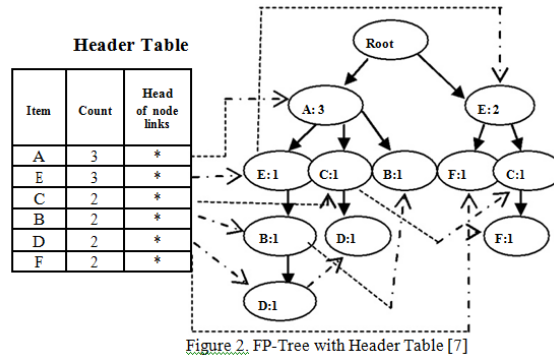 Header Table
Item Count Head of node links
A 3 *
E 3 *
C 2 *
B 2 *
D 2 *
F 2 *
Root
A: 3 E: 2
E: 1 C:1 B:1 F:1 C:1
B:1 D:1 F:1
D:1
Figure 2. FP-Tree with Header Table [7]